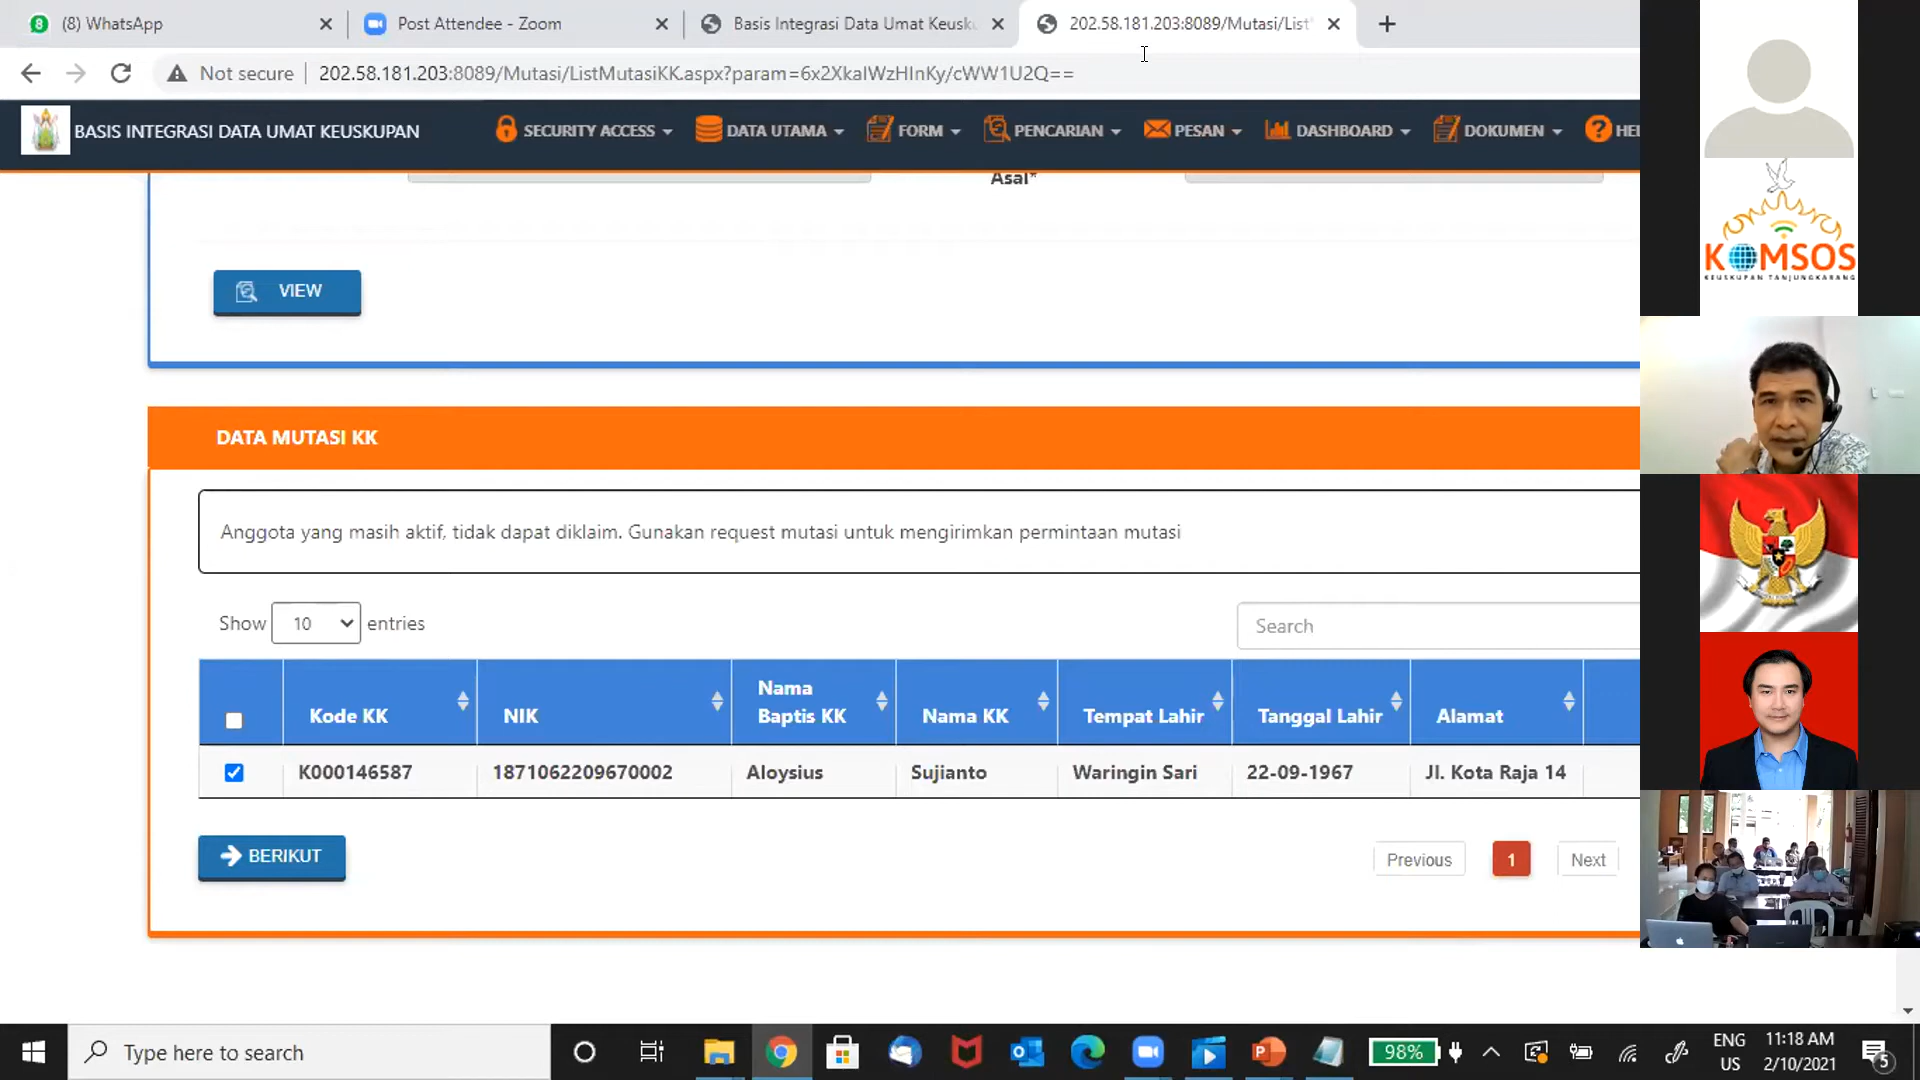 (8) WhatsApp
Post Attendee - Zoom
Basis Integrasi Data Umat Keusk
202.58.181.203:8089/Mutasi/List
Not secure
202.58.181.203:8089/Mutasi/ListMutasiKK.aspx?param=6x2XkaIWzHInKy/cWW1U2Q==
BASIS INTEGRASI DATA UMAT KEUSKUPAN
SECURITY ACCESS
DATA UTAMA
FORM
PENCARIAN
PESAN
DASHBOARD
DOKUMEN
HEL
Asal*
VIEW
DATA MUTASI KK
Anggota yang masih aktif, tidak dapat diklaim. Gunakan request mutasi untuk mengirimkan permintaan mutasi
Show 10 entries
Search
Kode KK
NIK
Nama
Baptis KK
Nama KK
Tempat Lahir
Tanggal Lahir
Alamat
K000146587
1871062209670002
Aloysius
Sujianto
Waringin Sari
22-09-1967
Jl. Kota Raja 14
BERIKUT
Previous
1
Next
KOMSOS
KEUSKUPAN TANJUNGKARANG
Type here to search
98%
ENG
US
11:18 AM
2/10/2021
5